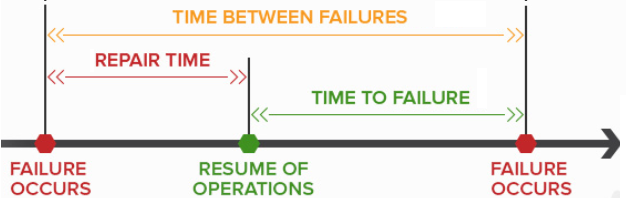 TIME BETWEEN FAILURES
REPAIR TIME
TIME TO FAILURE
FAILURE
OCCURS
RESUME OF
OPERATIONS
FAILURE
OCCURS